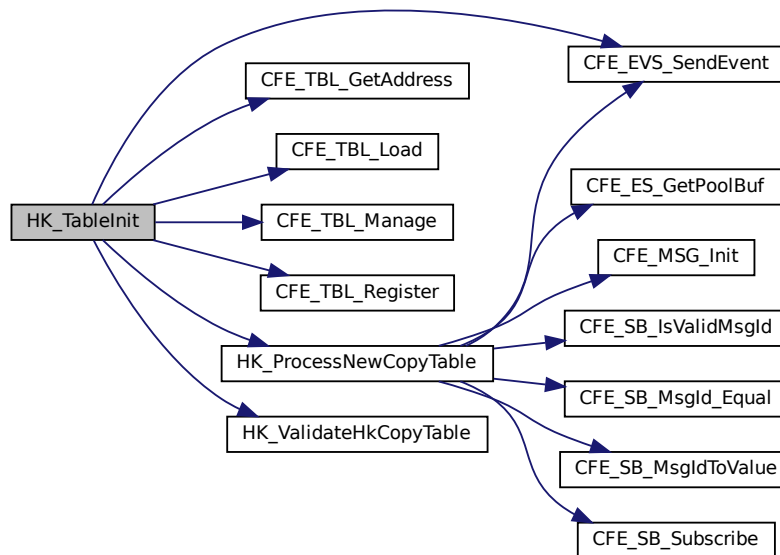 CFE_EVS_SendEvent
CFE_TBL_GetAddress
CFE_TBL_Load
CFE_ES_GetPoolBuf
HK_TableInit
CFE_TBL_Manage
CFE_MSG_Init
CFE_TBL_Register
CFE_SB_IsValidMsgId
HK_ProcessNewCopyTable
CFE_SB_MsgId_Equal
HK_ValidateHkCopyTable
CFE_SB_MsgIdToValue
CFE_SB_Subscribe